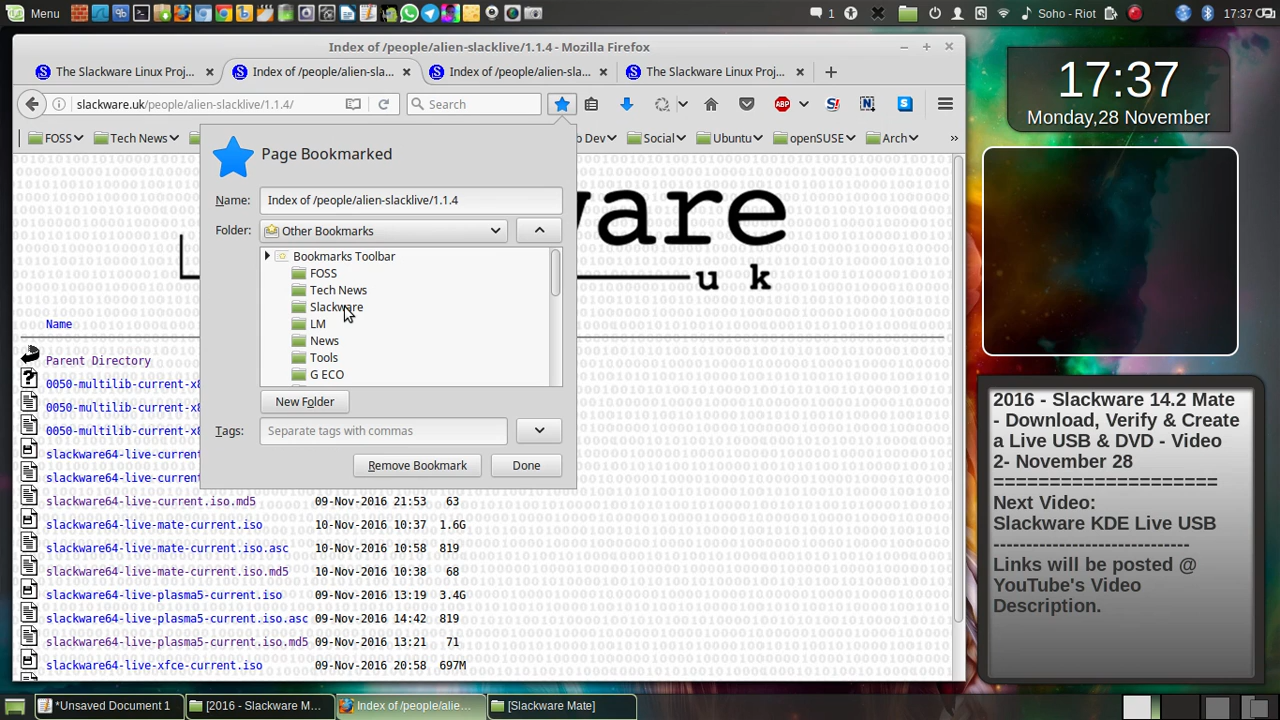 Menu
1
Soho - Riot
17:37
Index of /people/alien-slacklive/1.1.4 - Mozilla Firefox
The Slackware Linux Proj...
Index of /people/alien-sla...
Index of /people/alien-sla...
The Slackware Linux Proj...
slackware.uk/people/alien-slacklive/1.1.4/
Search
ABP
FOSS
Tech News
b Dev
Social
Ubuntu
openSUSE
Arch
Page Bookmarked
Name:
Index of /people/alien-slacklive/1.1.4
Folder:
Other Bookmarks
Bookmarks Toolbar
FOSS
Tech News
Slackware
LM
News
Tools
G ECO
New Folder
Tags:
Separate tags with commas
Remove Bookmark
Done
ware
uk
Name
Parent Directory
0050-multilib-current-x8
0050-multilib-current-x8
0050-multilib-current-x8
slackware64-live-current
slackware64-live-current
slackware64-live-current.iso.md5 09-Nov-2016 21:53 63
slackware64-live-mate-current.iso 10-Nov-2016 10:37 1.6G
slackware64-live-mate-current.iso.asc 10-Nov-2016 10:58 819
slackware64-live-mate-current.iso.md5 10-Nov-2016 10:38 68
slackware64-live-plasma5-current.iso 09-Nov-2016 13:19 3.4G
slackware64-live-plasma5-current.iso.asc 09-Nov-2016 14:42 819
slackware64-live-plasma5-current.iso.md5 09-Nov-2016 13:21 71
slackware64-live-xfce-current.iso 09-Nov-2016 20:58 697M
17:37
Monday,28 November
2016 - Slackware 14.2 Mate
- Download, Verify & Create
a Live USB & DVD - Video
2- November 28
====================
Next Video:
Slackware KDE Live USB
----------------------------
Links will be posted @
YouTube's Video
Description.
*Unsaved Document 1
[2016 - Slackware M...
Index of /people/alie...
[Slackware Mate]